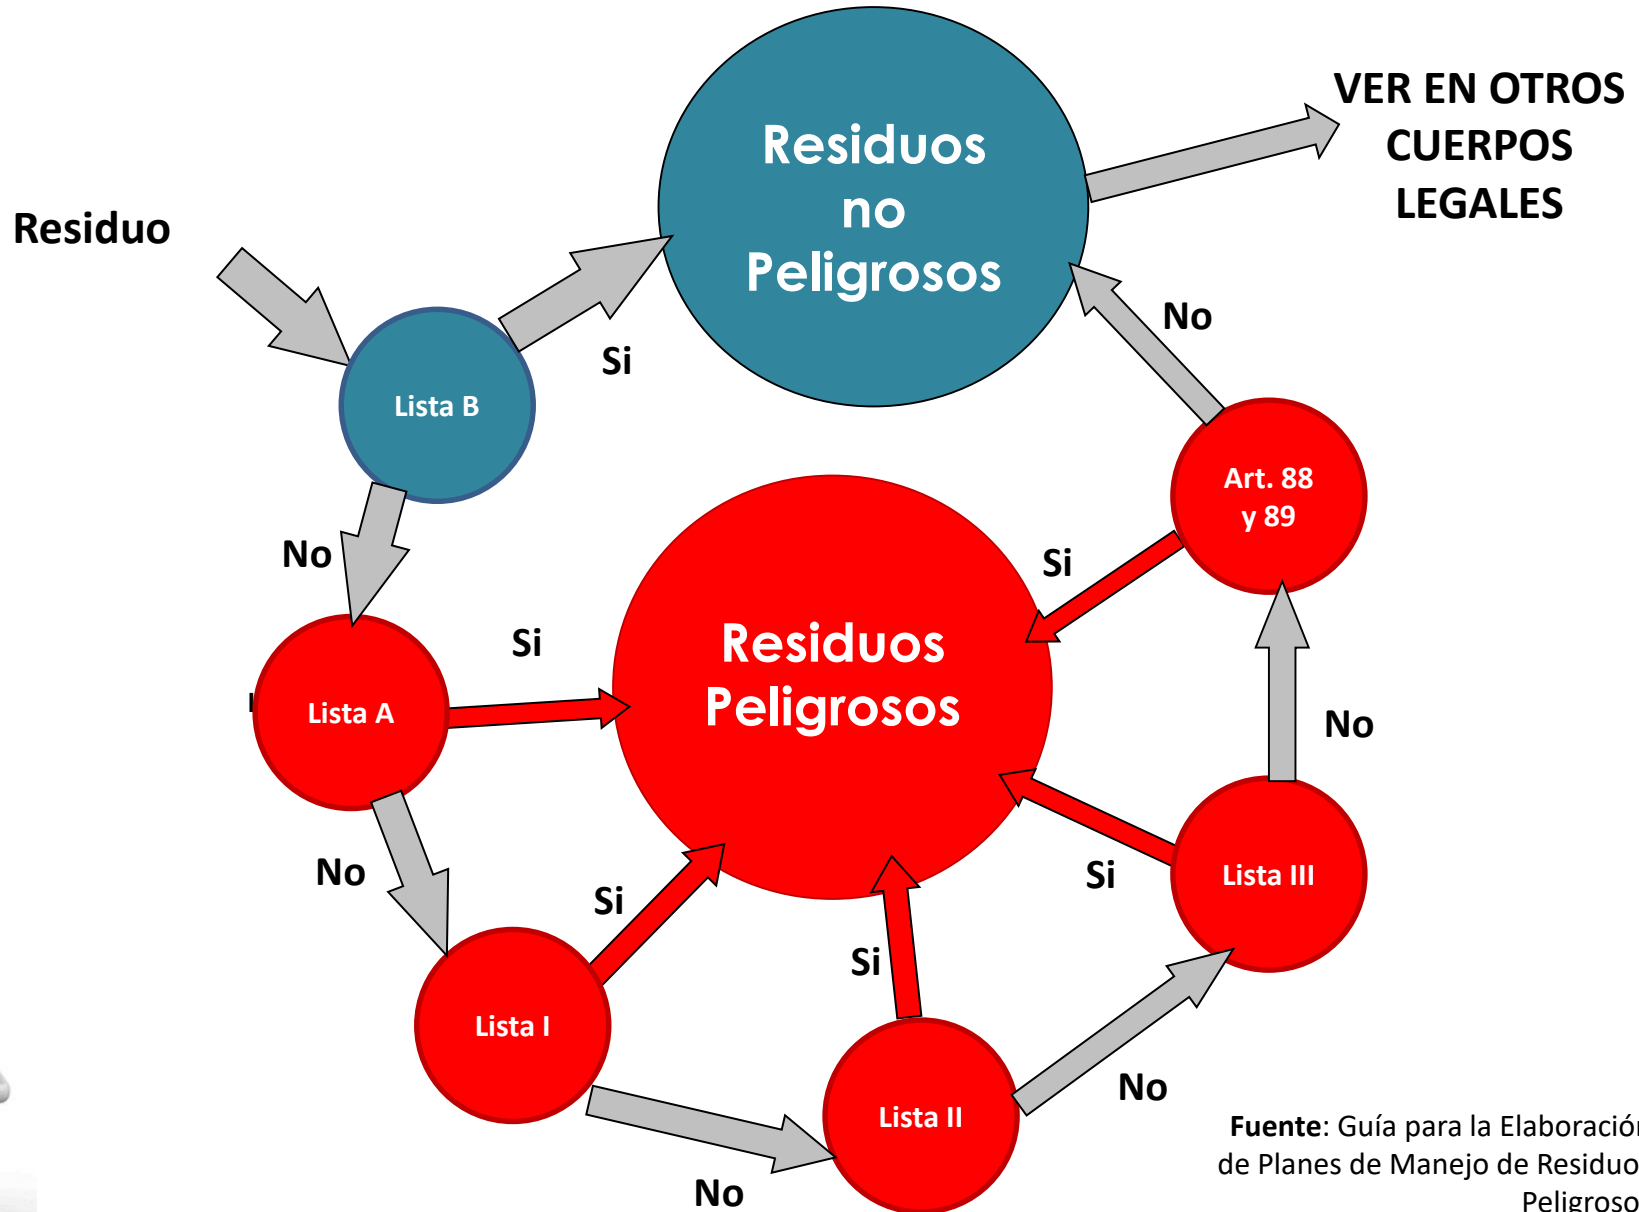 Residuo
Residuos
no
Peligrosos
VER EN OTROS
CUERPOS
LEGALES
Si
No
Lista B
No
Art. 88
y 89
Si
Si
Residuos
Peligrosos
Lista A
No
No
Si
Si
Lista III
Si
Lista I
No
Lista II
No
Fuente: Guía para la Elaboración
de Planes de Manejo de Residuo
Peligroso